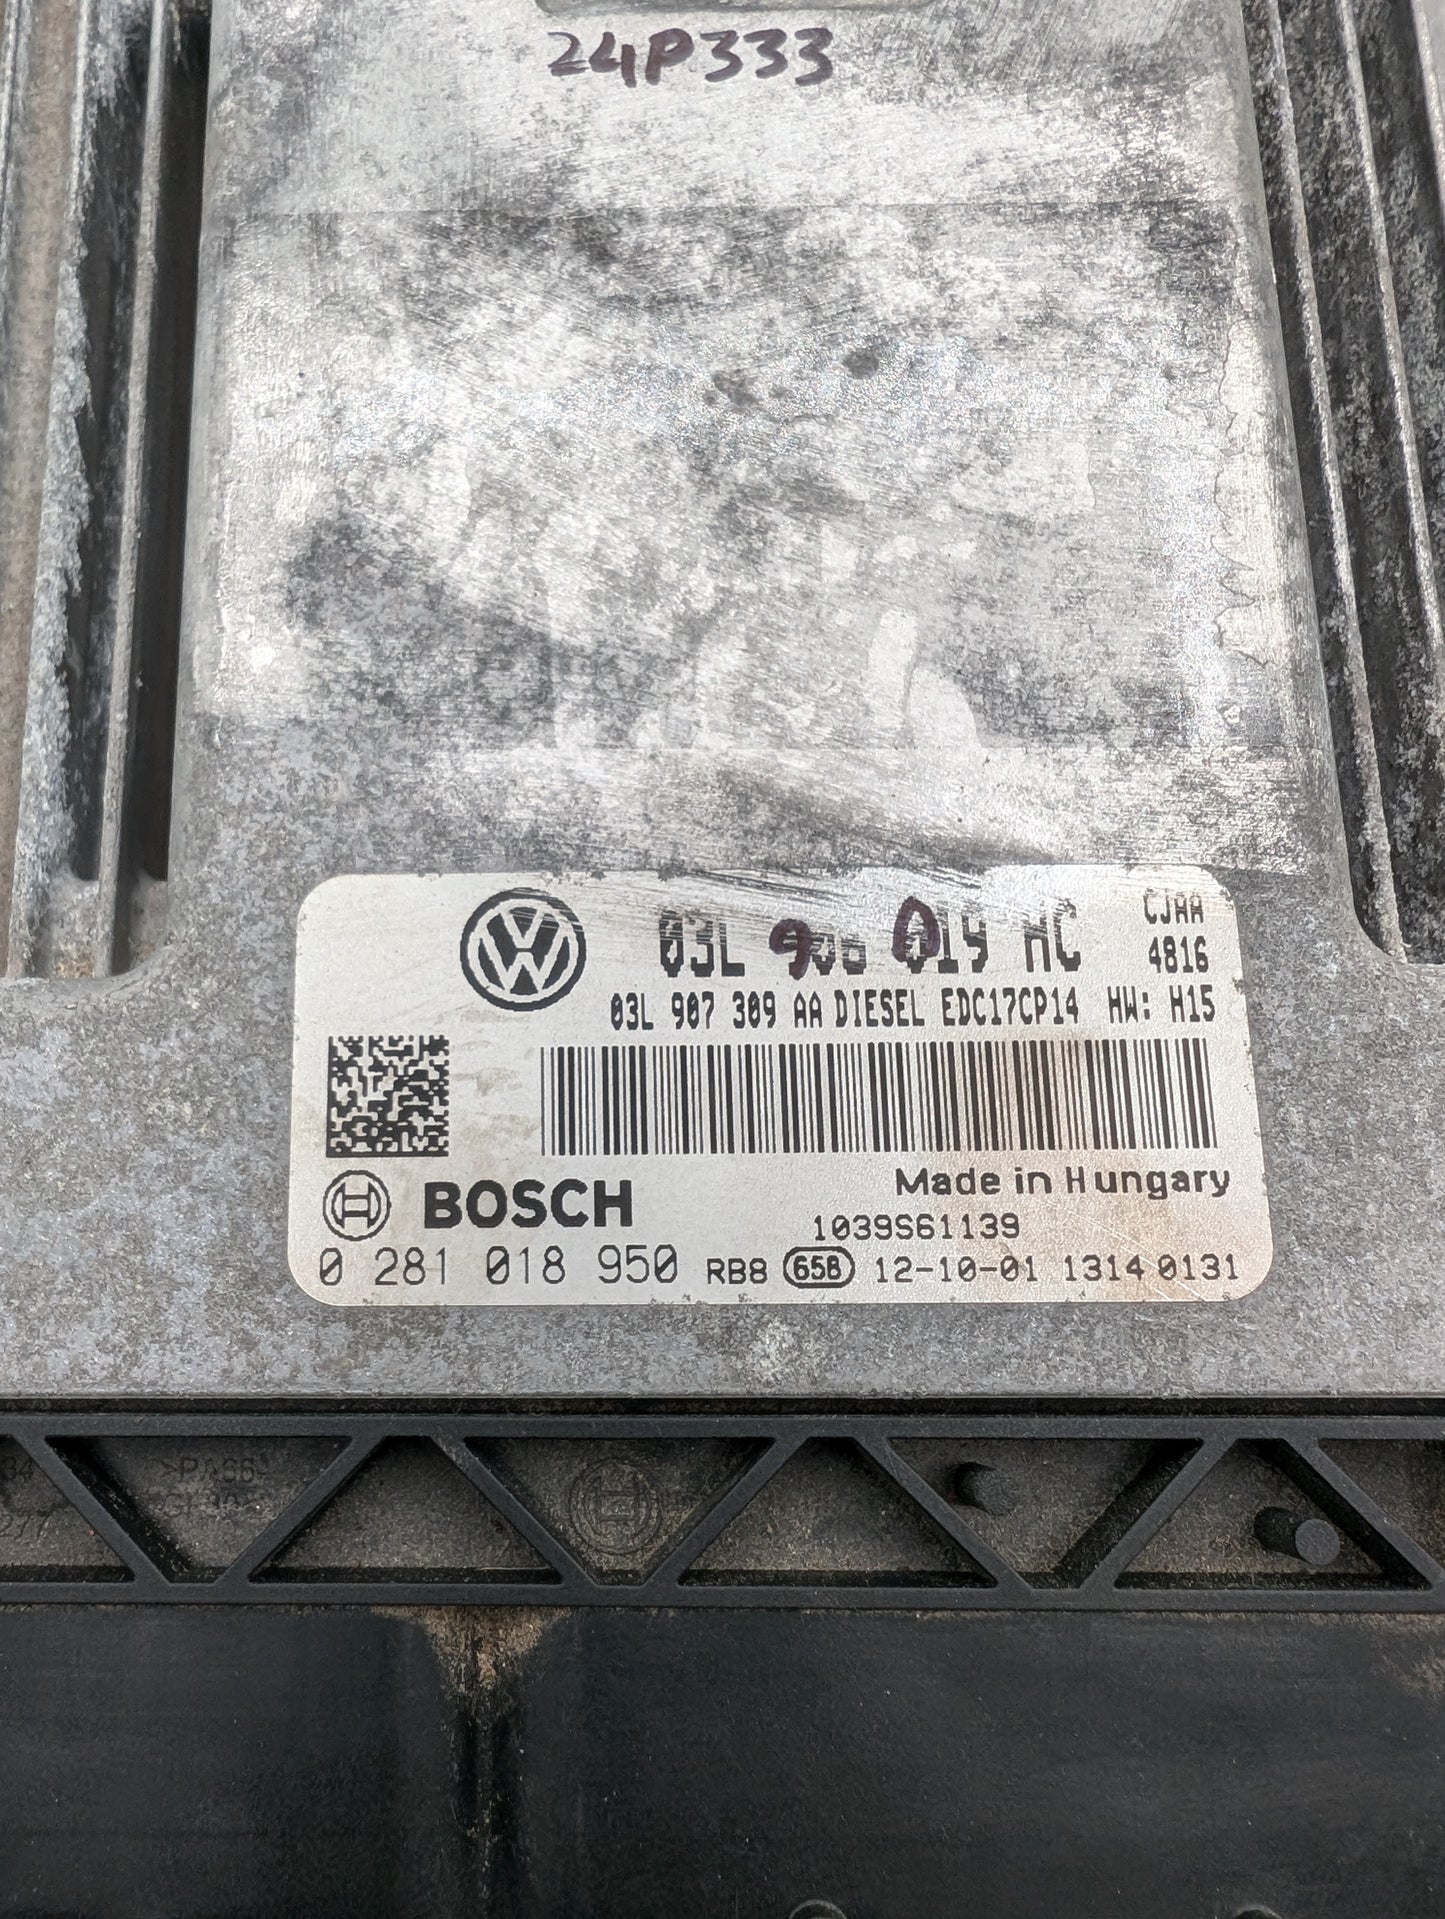 24P333
03L 906 019 HC CJAA
4816
03L 907 309 AA DIESEL EDC17CP14 HW: H15
Made in Hungary
BOSCH
1039S61139
0 281 018 950 RB8 65B 12-10-01 1314 0131